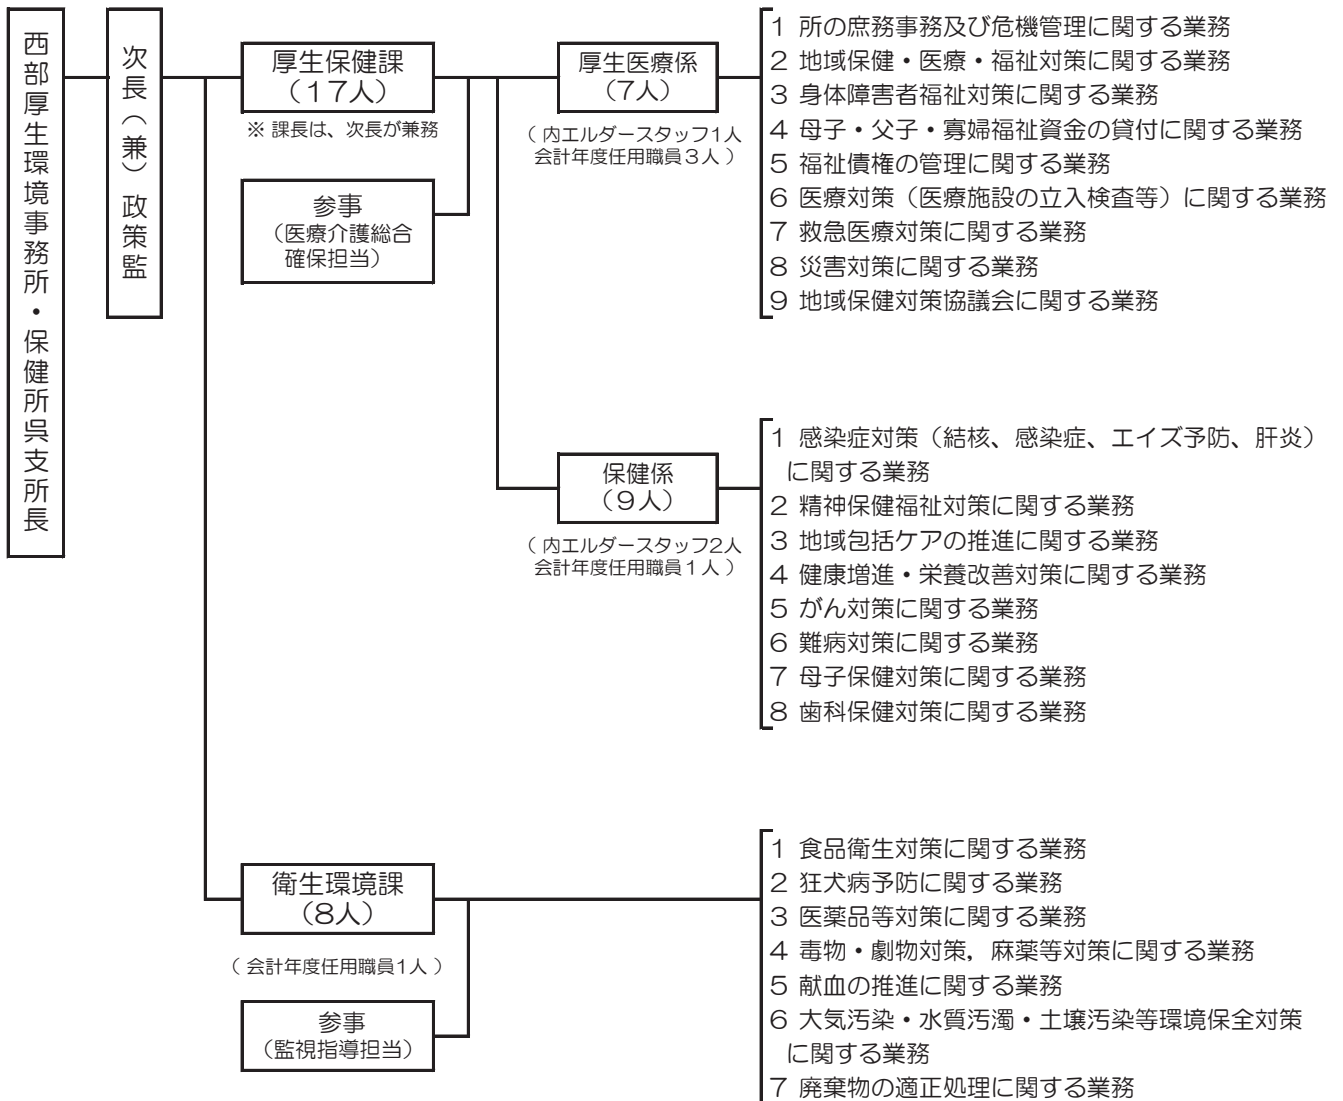 西部厚生環境事務所・保健所呉支所長
次長（兼）政策監
厚生保健課
（17人）
※ 課長は、次長が兼務
参事
（医療介護総合
確保担当）
厚生医療係
（7人）
（ 内エルダースタッフ1人
会計年度任用職員３人 ）
1 所の庶務事務及び危機管理に関する業務
2 地域保健・医療・福祉対策に関する業務
3 身体障害者福祉対策に関する業務
4 母子・父子・寡婦福祉資金の貸付に関する業務
5 福祉債権の管理に関する業務
6 医療対策（医療施設の立入検査等）に関する業務
7 救急医療対策に関する業務
8 災害対策に関する業務
9 地域保健対策協議会に関する業務
保健係
（９人）
（ 内エルダースタッフ2人
会計年度任用職員１人 ）
1 感染症対策（結核、感染症、エイズ予防、肝炎）
に関する業務
2 精神保健福祉対策に関する業務
3 地域包括ケアの推進に関する業務
4 健康増進・栄養改善対策に関する業務
5 がん対策に関する業務
6 難病対策に関する業務
7 母子保健対策に関する業務
8 歯科保健対策に関する業務
衛生環境課
（8人）
（ 会計年度任用職員1人 ）
参事
（監視指導担当）
1 食品衛生対策に関する業務
2 狂犬病予防に関する業務
3 医薬品等対策に関する業務
4 毒物・劇物対策，麻薬等対策に関する業務
5 献血の推進に関する業務
6 大気汚染・水質汚濁・土壌汚染等環境保全対策
に関する業務
7 廃棄物の適正処理に関する業務